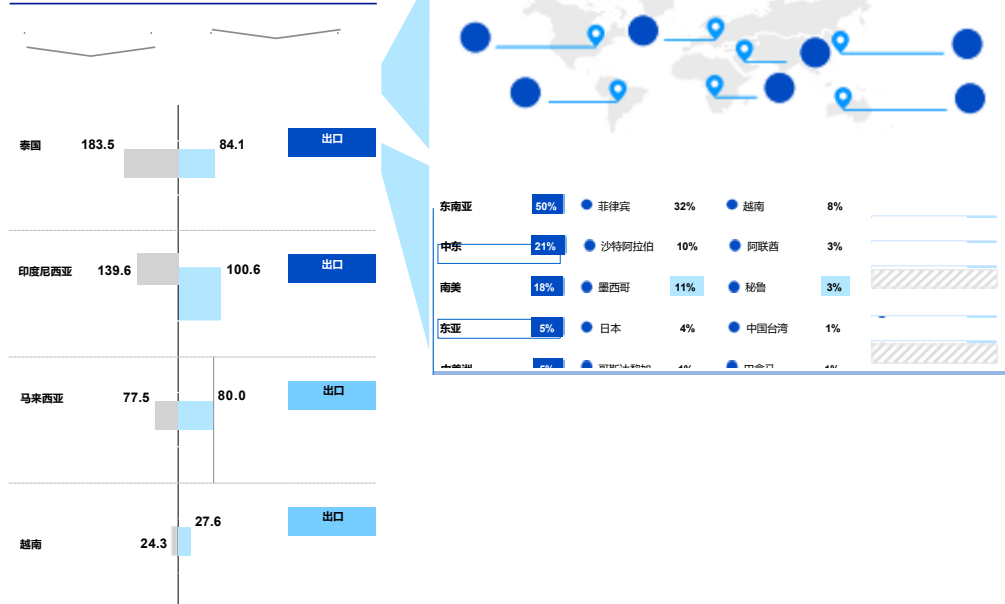 泰国 183.5 84.1 出口
印度尼西亚 139.6 100.6 出口
马来西亚 77.5 80.0 出口
越南 24.3 27.6 出口
东南亚 50% 菲律宾 32% 越南 8%
中东 21% 沙特阿拉伯 10% 阿联酋 3%
南美 18% 墨西哥 11% 秘鲁 3%
东亚 5% 日本 4% 中国台湾 1%